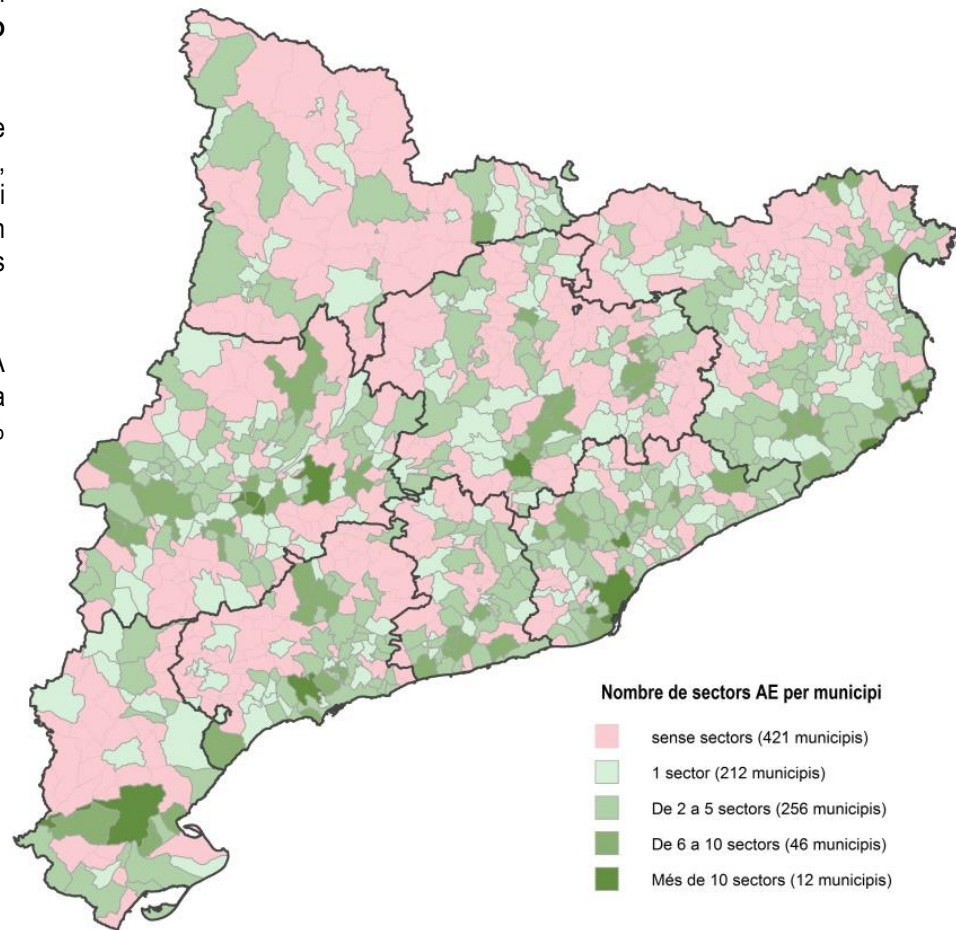 o
e
,
i
n
s
A
a
Nombre de sectors AE per municipi
sense sectors (421 municipis)
1 sector (212 municipis)
De 2 a 5 sectors (256 municipis)
De 6 a 10 sectors (46 municipis)
Més de 10 sectors (12 municipis)